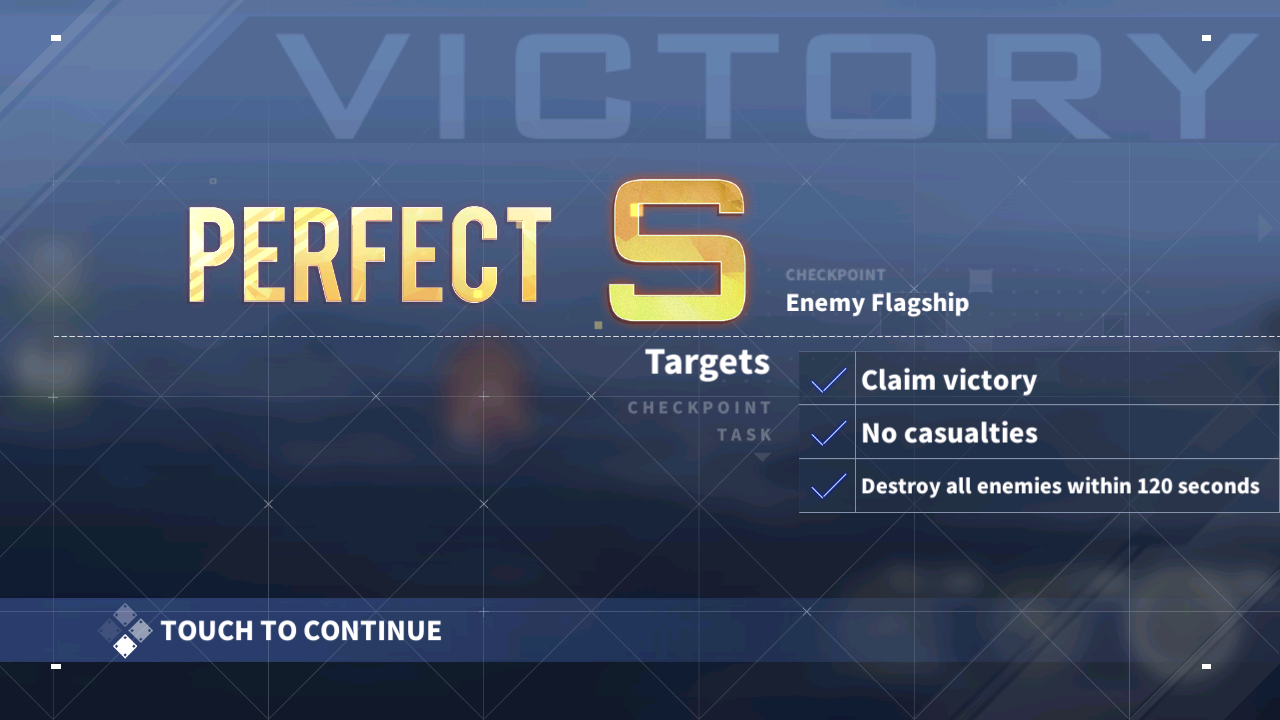 VICTORY
PERFECT S
CHECKPOINT
Enemy Flagship
Targets
CHECKPOINT
TASK
Claim victory
No casualties
Destroy all enemies within 120 seconds
TOUCH TO CONTINUE